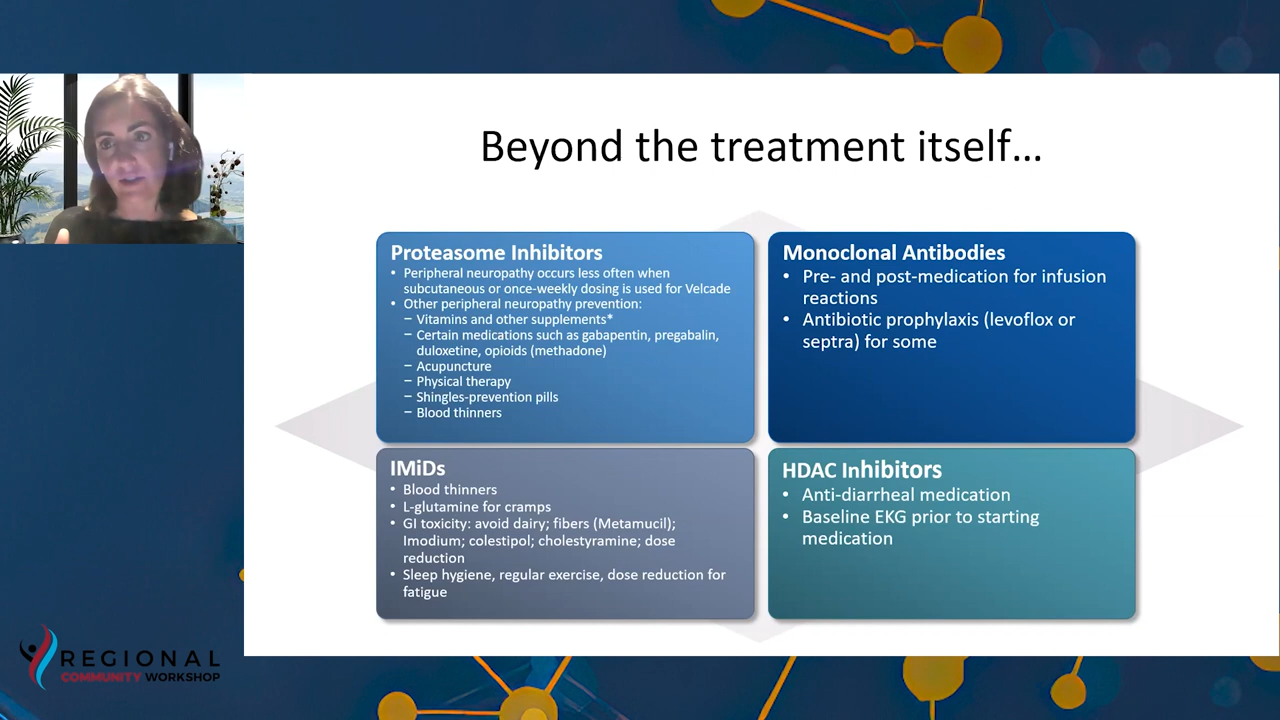 Beyond the treatment itself...
Proteasome Inhibitors
• Peripheral neuropathy occurs less often when
subcutaneous or once-weekly dosing is used for Velcade
• Other peripheral neuropathy prevention:
– Vitamins and other supplements*
– Certain medications such as gabapentin, pregabalin,
duloxetine, opioids (methadone)
– Acupuncture
– Physical therapy
– Shingles-prevention pills
– Blood thinners
Monoclonal Antibodies
• Pre- and post-medication for infusion
reactions
• Antibiotic prophylaxis (levoflox or
septra) for some
IMiDs
• Blood thinners
• L-glutamine for cramps
• GI toxicity: avoid dairy; fibers (Metamucil);
Imodium; colestipol; cholestyramine; dose
reduction
• Sleep hygiene, regular exercise, dose reduction for
fatigue
HDAC Inhibitors
• Anti-diarrheal medication
• Baseline EKG prior to starting
medication
REGIONAL
COMMUNITY WORKSHOP